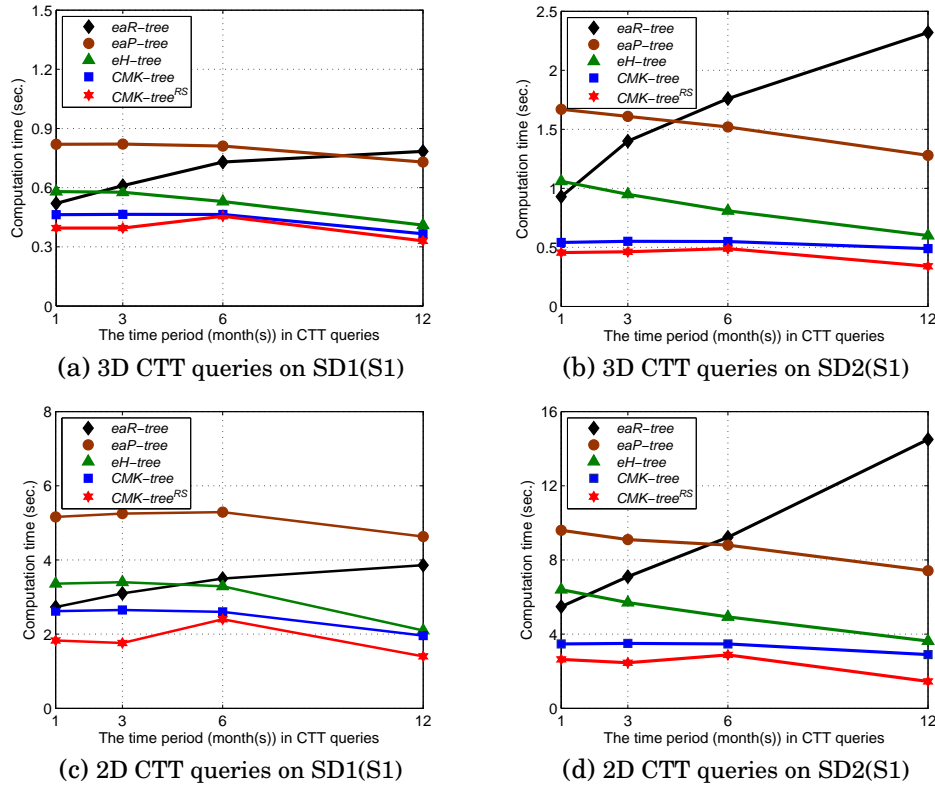 1.5
1.2
0.9
0.6
0.3
0
Computation time (sec.)
eaR−tree
eaP−tree
eH−tree
CMK−tree
CMK−tree^RS
1 3 6 12
The time period (month(s)) in CTT queries
(a) 3D CTT queries on SD1(S1)
2.5
2
1.5
1
0.5
0
Computation time (sec.)
eaR−tree
eaP−tree
eH−tree
CMK−tree
CMK−tree^RS
1 3 6 12
The time period (month(s)) in CTT queries
(b) 3D CTT queries on SD2(S1)
8
6
4
2
0
Computation time (sec.)
eaR−tree
eaP−tree
eH−tree
CMK−tree
CMK−tree^RS
1 3 6 12
The time period (month(s)) in CTT queries
(c) 2D CTT queries on SD1(S1)
16
12
8
4
0
Computation time (sec.)
eaR−tree
eaP−tree
eH−tree
CMK−tree
CMK−tree^RS
1 3 6 12
The time period (month(s)) in CTT queries
(d) 2D CTT queries on SD2(S1)